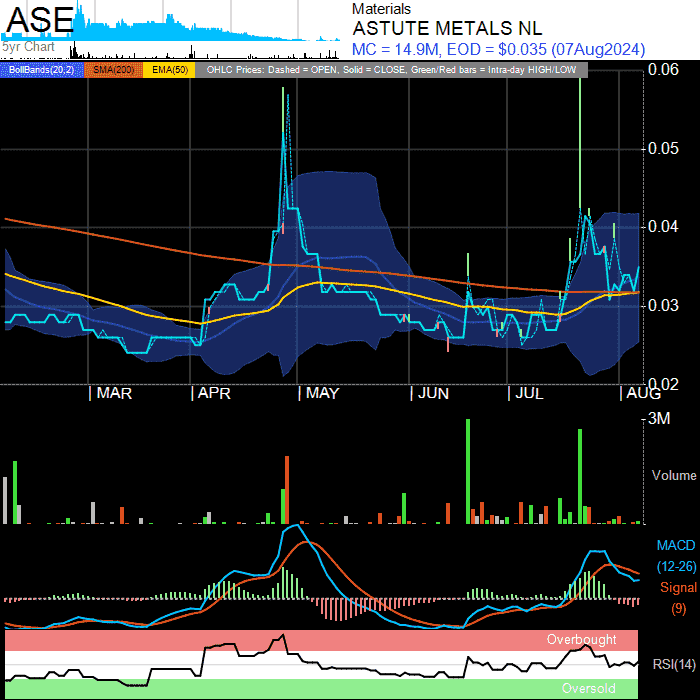 ASE
5yr Chart
Materials
ASTUTE METALS NL
MC = 14.9M, EOD = $0.035 (07Aug2024)
BollBands(20,2) SMA(200) EMA(50) OHLC Prices: Dashed = OPEN, Solid = CLOSE, Green/Red bars = Intra-day HIGH/LOW
0.06
0.05
0.04
0.03
0.02
| MAR | APR | MAY | JUN | JUL | AUG
3M
Volume
MACD
(12-26)
Signal
(9)
Overbought
RSI(14)
Oversold